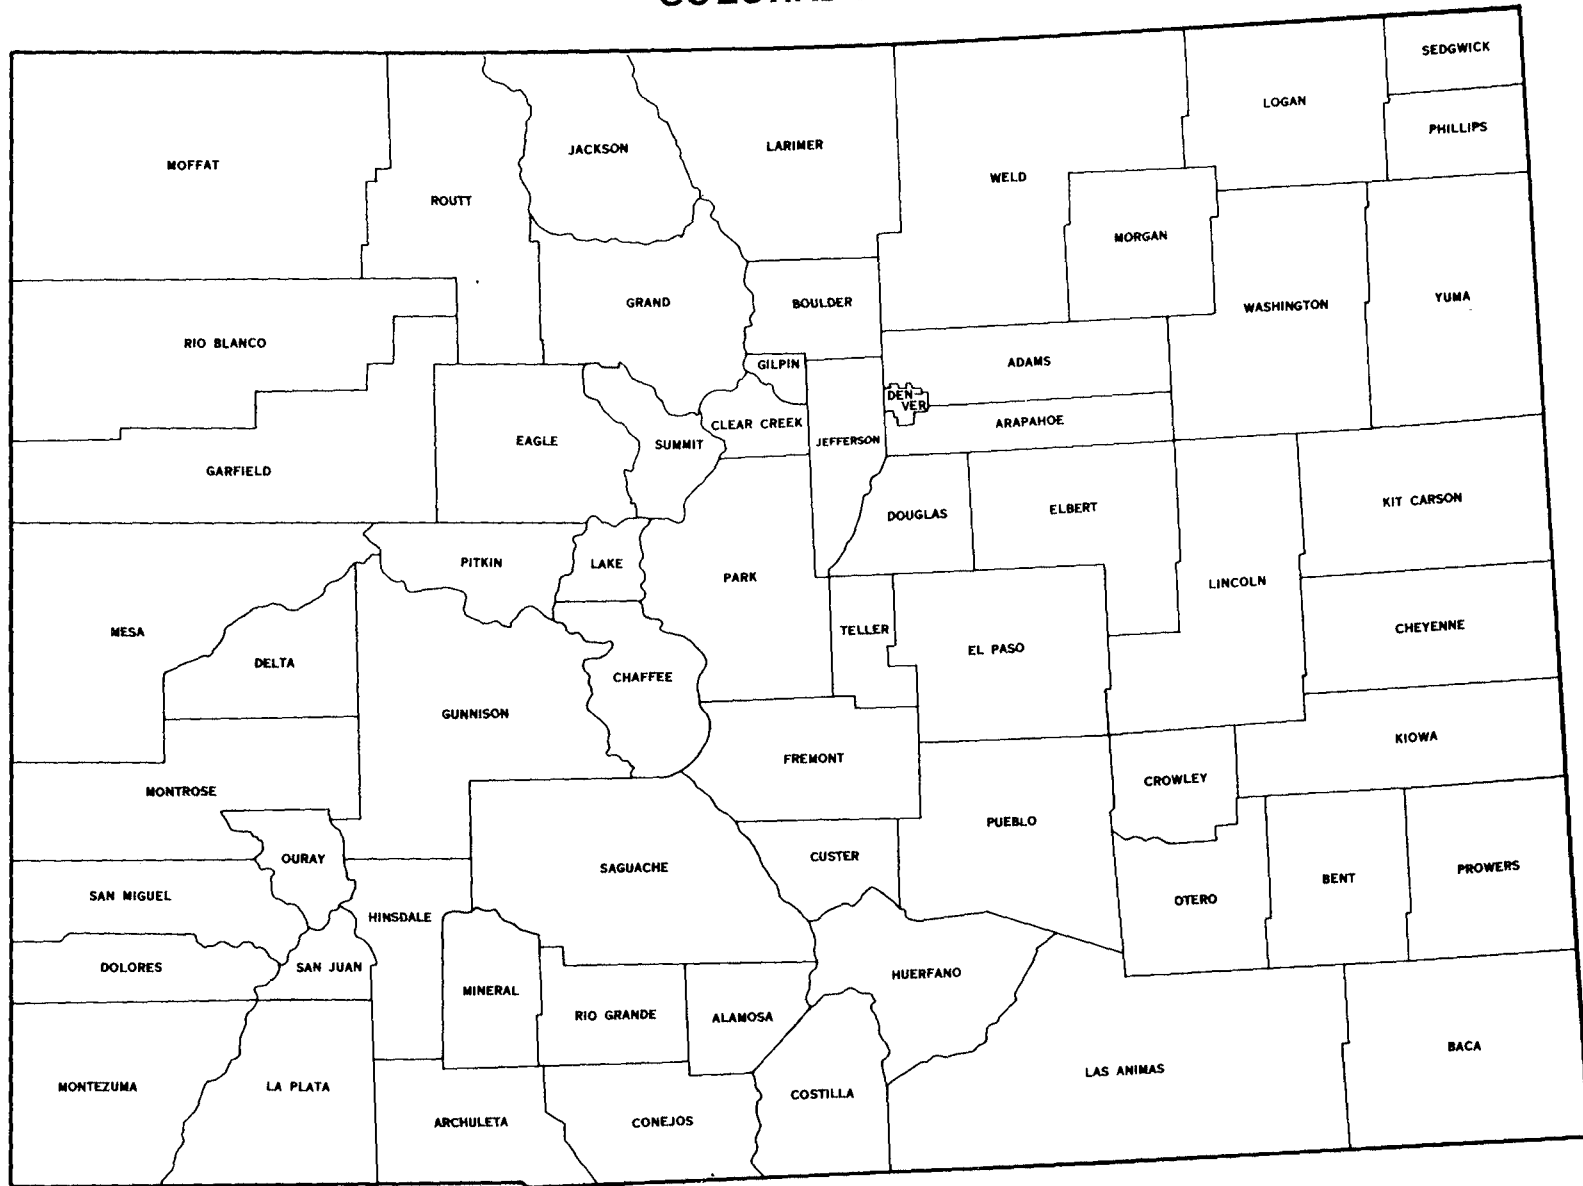 SEDGWICK
LOGAN
PHILLIPS
JACKSON
LARIMER
MOFFAT
WELD
ROUTT
MORGAN
GRAND
BOULDER
WASHINGTON
YUMA
RIO BLANCO
GILPIN
ADAMS
DEN
VER
ARAPAHOE
CLEAR CREEK
EAGLE
SUMMIT
JEFFERSON
GARFIELD
KIT CARSON
DOUGLAS
ELBERT
PITKIN
LAKE
PARK
LINCOLN
MESA
TELLER
CHEYENNE
DELTA
EL PASO
CHAFFEE
GUNNISON
KIOWA
FREMONT
CROWLEY
MONTROSE
PUEBLO
OURAY
SAGUACHE
CUSTER
PROWERS
BENT
SAN MIGUEL
OTERO
HINSDALE
DOLORES
SAN JUAN
HUERFANO
MINERAL
RIO GRANDE
ALAMOSA
BACA
LAS ANIMAS
MONTEZUMA
LA PLATA
COSTILLA
ARCHULETA
CONEJOS